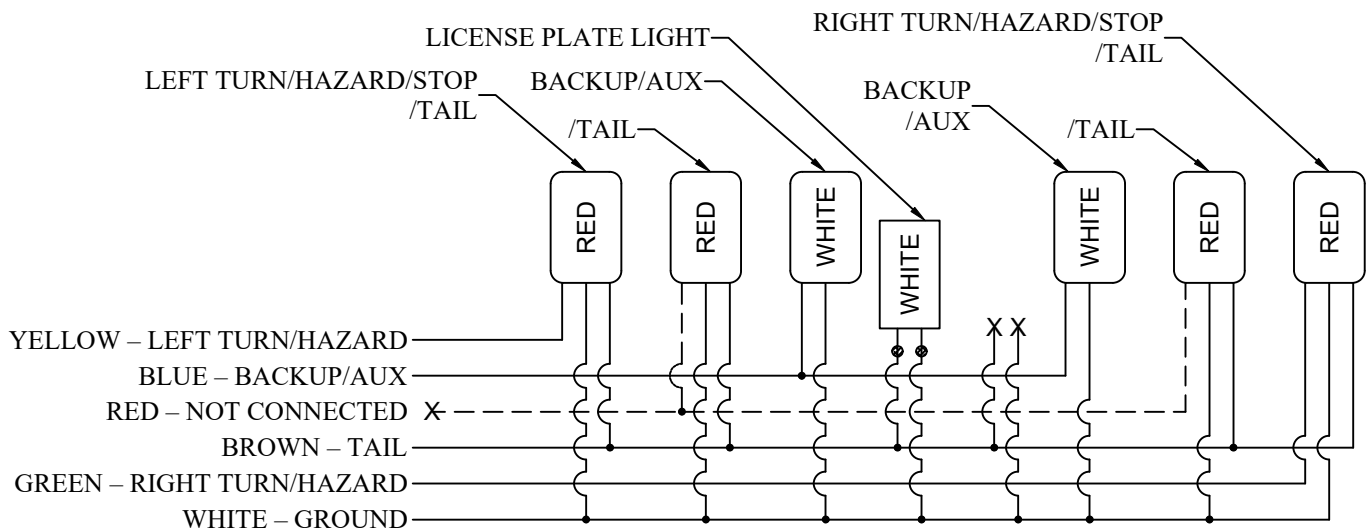 RIGHT TURN/HAZARD/STOP
/TAIL
LICENSE PLATE LIGHT
LEFT TURN/HAZARD/STOP
/TAIL
BACKUP/AUX
BACKUP
/AUX
/TAIL
/TAIL
RED
RED
WHITE
WHITE
WHITE
RED
RED
X X
YELLOW – LEFT TURN/HAZARD
BLUE – BACKUP/AUX
RED – NOT CONNECTED X
BROWN – TAIL
GREEN – RIGHT TURN/HAZARD
WHITE – GROUND